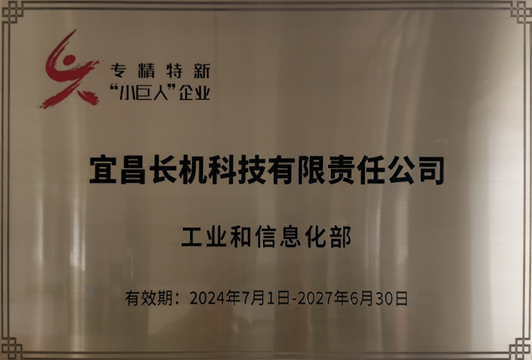 专精特新
“小巨人”企业
宜昌长机科技有限责任公司
工业和信息化部
有效期：2024年7月1日-2027年6月30日